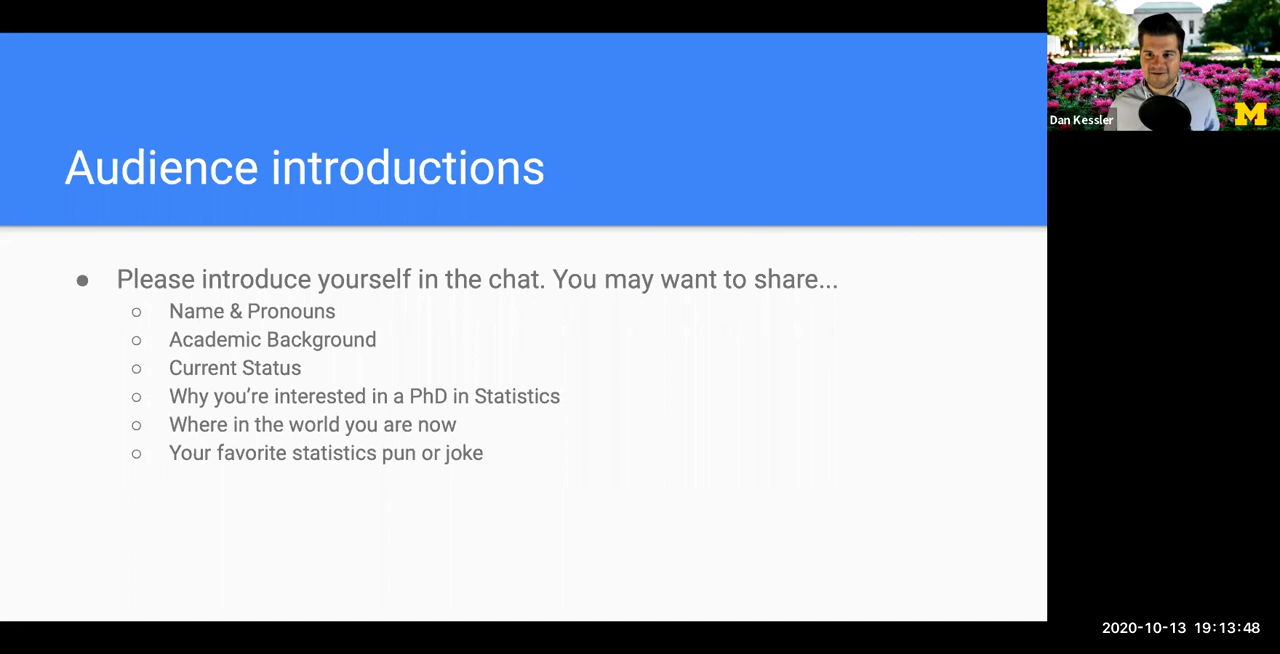 Audience introductions
Please introduce yourself in the chat. You may want to share...
Name & Pronouns
Academic Background
Current Status
Why you’re interested in a PhD in Statistics
Where in the world you are now
Your favorite statistics pun or joke
Dan Kessler
M
2020-10-13 19:13:48